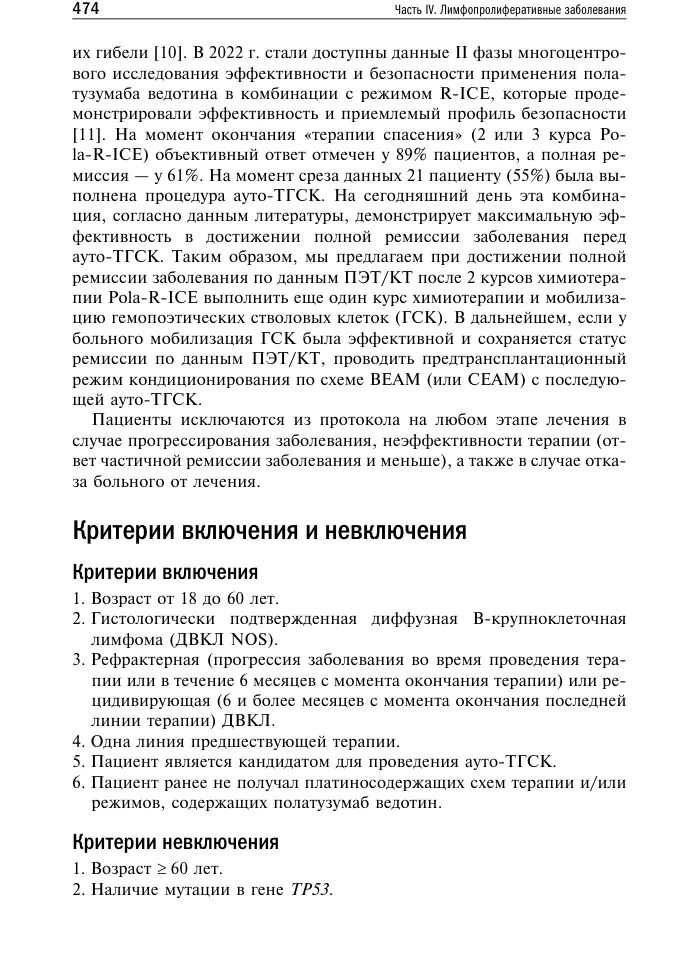 474
Часть IV. Лимфопролиферативные заболевания
их гибели [10]. В 2022 г. стали доступны данные II фазы многоцентро-
вого исследования эффективности и безопасности применения пола-
тузумаба ведотина в комбинации с режимом R-ICE, которые проде-
монстрировали эффективность и приемлемый профиль безопасности
[11]. На момент окончания «терапии спасения» (2 или 3 курса Po-
la-R-ICE) объективный ответ отмечен у 89% пациентов, а полная ре-
миссия — у 61%. На момент среза данных 21 пациенту (55%) была вы-
полнена процедура ауто-ТГСК. На сегодняшний день эта комбина-
ция, согласно данным литературы, демонстрирует максимальную эф-
фективность в достижении полной ремиссии заболевания перед
ауто-ТГСК. Таким образом, мы предлагаем при достижении полной
ремиссии заболевания по данным ПЭТ/КТ после 2 курсов химиотера-
пии Pola-R-ICE выполнить еще один курс химиотерапии и мобилиза-
цию гемопоэтических стволовых клеток (ГСК). В дальнейшем, если у
больного мобилизация ГСК была эффективной и сохраняется статус
ремиссии по данным ПЭТ/КТ, проводить предтрансплантационный
режим кондиционирования по схеме BEAM (или CEAM) с последую-
щей ауто-ТГСК.
Пациенты исключаются из протокола на любом этапе лечения в
случае прогрессирования заболевания, неэффективности терапии (от-
вет частичной ремиссии заболевания и меньше), а также в случае отка-
за больного от лечения.
Критерии включения и невключения
Критерии включения
1. Возраст от 18 до 60 лет.
2. Гистологически подтвержденная диффузная В-крупноклеточная
лимфома (ДВКЛ NOS).
3. Рефрактерная (прогрессия заболевания во время проведения тера-
пии или в течение 6 месяцев с момента окончания терапии) или ре-
цидивирующая (6 и более месяцев с момента окончания последней
линии терапии) ДВКЛ.
4. Одна линия предшествующей терапии.
5. Пациент является кандидатом для проведения ауто-ТГСК.
6. Пациент ранее не получал платиносодержащих схем терапии и/или
режимов, содержащих полатузумаб ведотин.
Критерии невключения
1. Возраст ≥ 60 лет.
2. Наличие мутации в гене TP53.